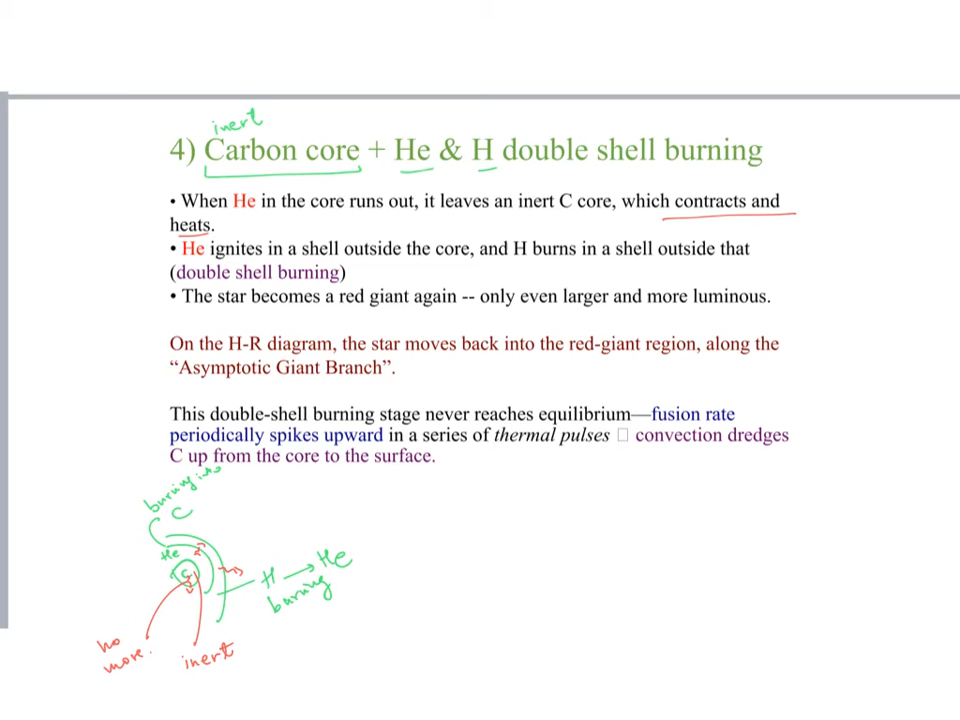 inert
4) Carbon core + He & H double shell burning
• When He in the core runs out, it leaves an inert C core, which contracts and
heats.
• He ignites in a shell outside the core, and H burns in a shell outside that
(double shell burning)
• The star becomes a red giant again -- only even larger and more luminous.
On the H-R diagram, the star moves back into the red-giant region, along the
“Asymptotic Giant Branch”.
This double-shell burning stage never reaches equilibrium—fusion rate
periodically spikes upward in a series of thermal pulses □ convection dredges
C up from the core to the surface.
burning into
C
He
C
H → He
burning
no
more.
inert